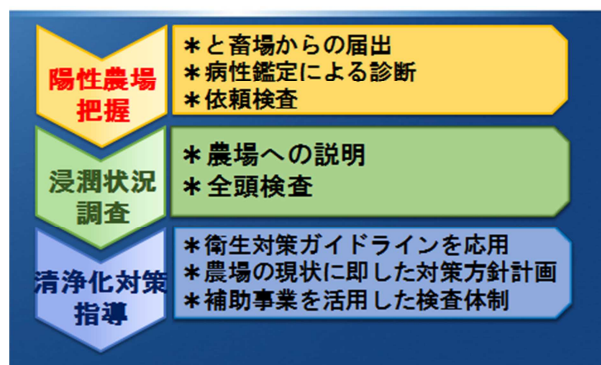 陽性農場
把握
＊と畜場からの届出
＊病性鑑定による診断
＊依頼検査
浸潤状況
調査
＊農場への説明
＊全頭検査
清浄化対策
指導
＊衛生対策ガイドラインを応用
＊農場の現状に即した対策方針計画
＊補助事業を活用した検査体制